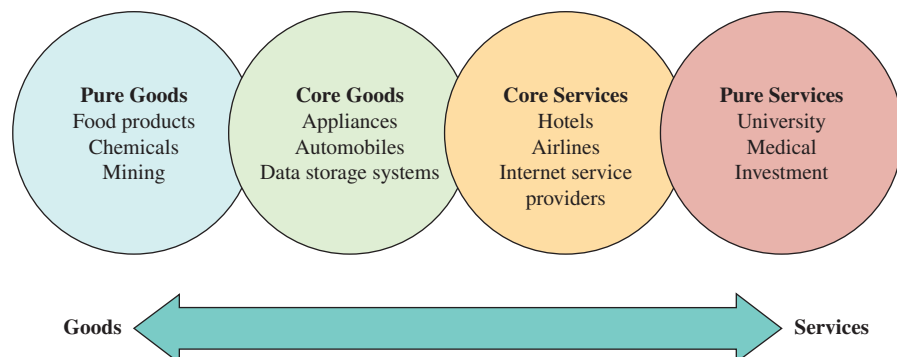 Pure Goods
Food products
Chemicals
Mining
Core Goods
Appliances
Automobiles
Data storage systems
Core Services
Hotels
Airlines
Internet service
providers
Pure Services
University
Medical
Investment
Goods
Services